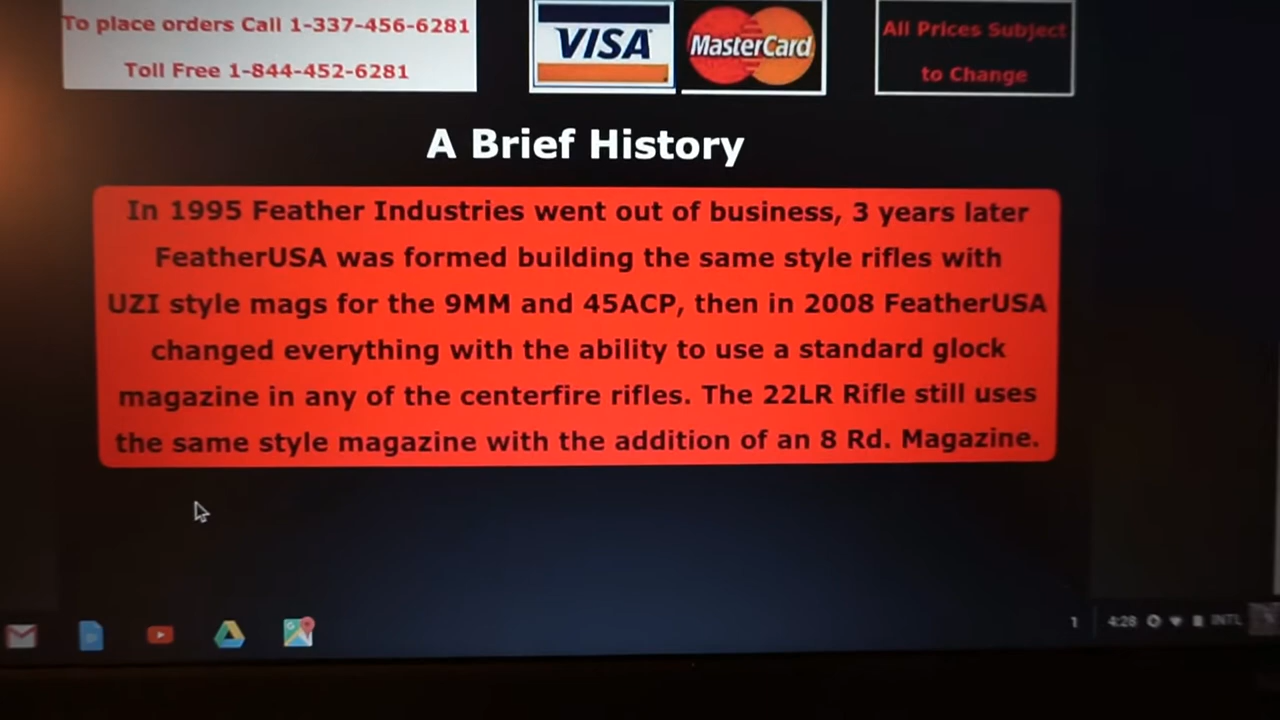 To place orders Call 1-337-456-6281
Toll Free 1-844-452-6281
VISA
MasterCard
All Prices Subject
to Change
A Brief History
In 1995 Feather Industries went out of business, 3 years later
FeatherUSA was formed building the same style rifles with
UZI style mags for the 9MM and 45ACP, then in 2008 FeatherUSA
changed everything with the ability to use a standard glock
magazine in any of the centerfire rifles. The 22LR Rifle still uses
the same style magazine with the addition of an 8 Rd. Magazine.
1
4:28
INTL